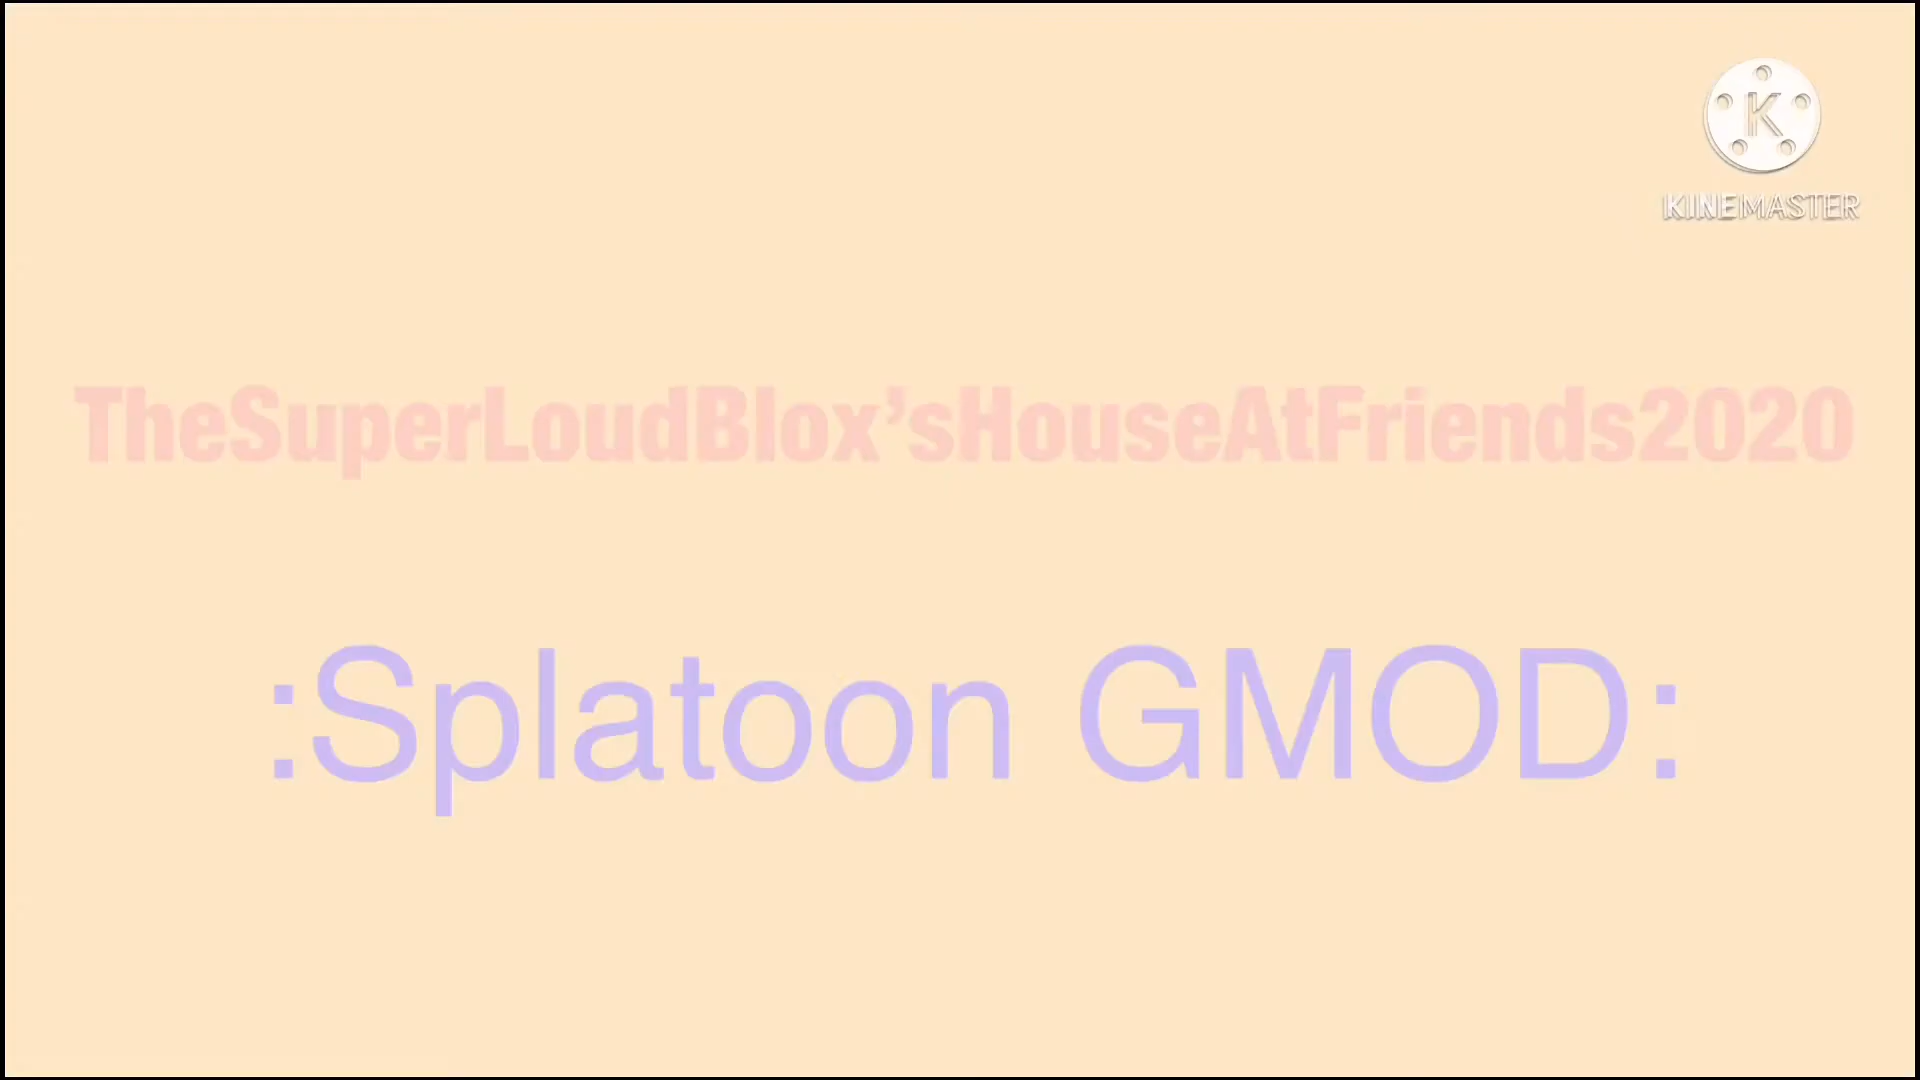 K
KINEMASTER
TheSuperLoudBlox’sHouseAtFriends2020
:Splatoon GMOD: